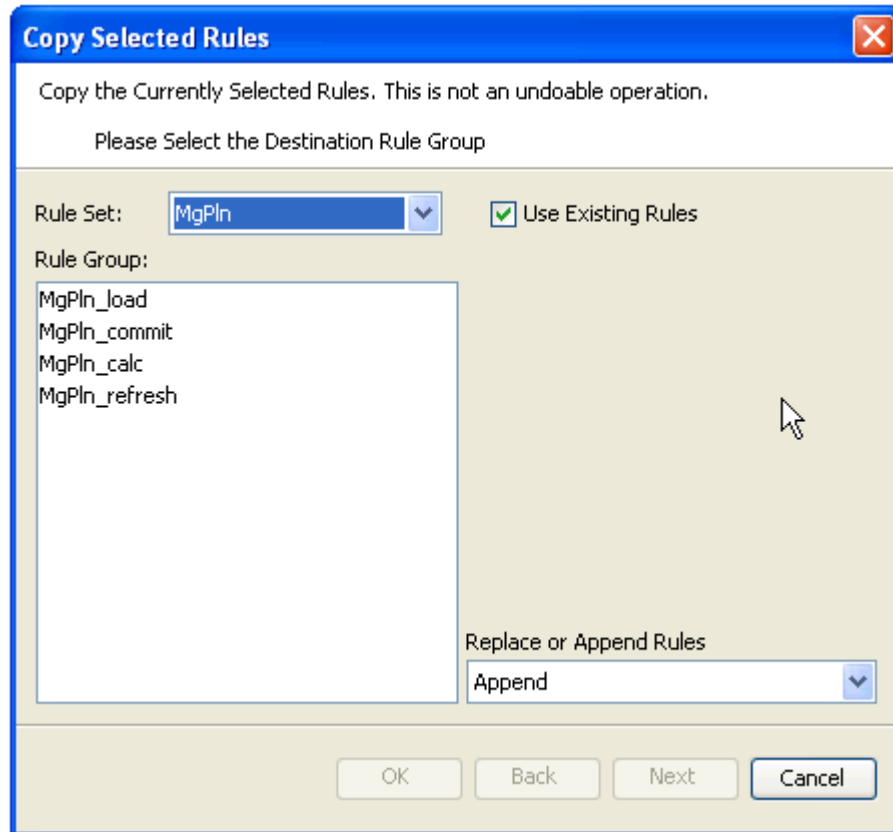 Copy Selected Rules
Copy the Currently Selected Rules. This is not an undoable operation.
Please Select the Destination Rule Group
Rule Set: MgPln Use Existing Rules
Rule Group:
MgPln_load
MgPln_commit
MgPln_calc
MgPln_refresh
Replace or Append Rules
Append
OK Back Next Cancel